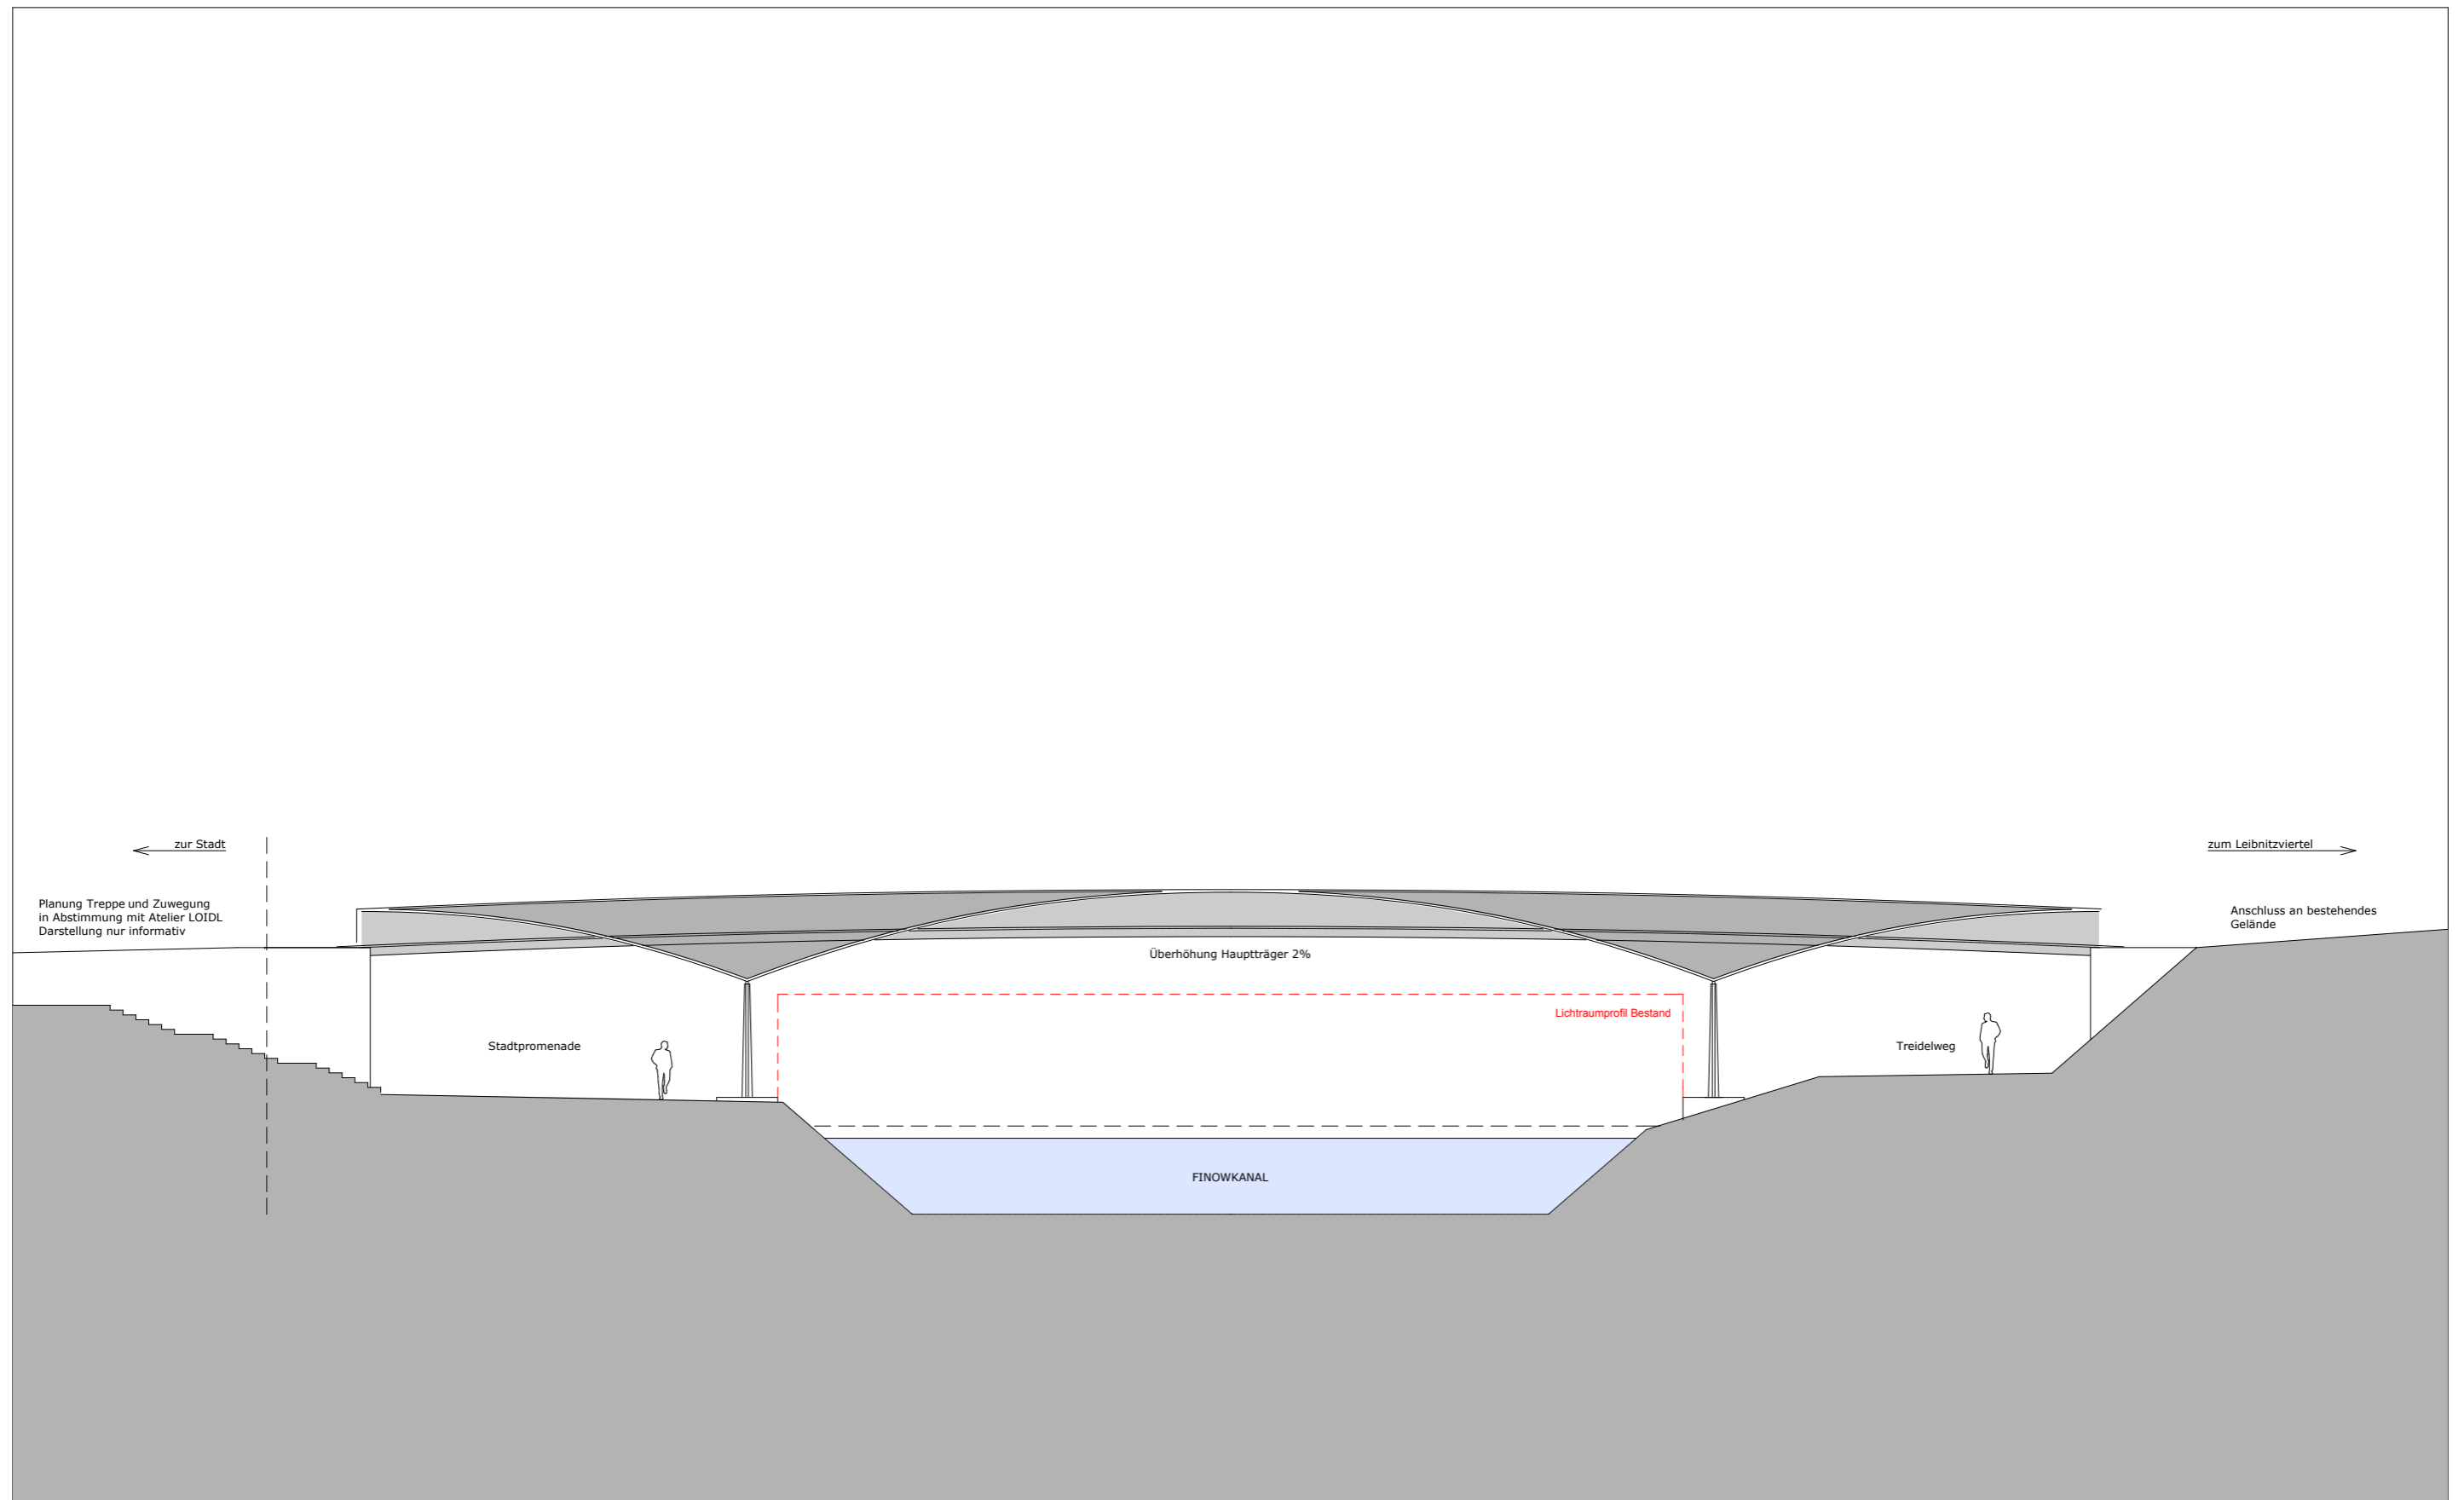 zur Stadt
zum Leibnitzviertel
Planung Treppe und Zuwegung
in Abstimmung mit Atelier LOIDL
Darstellung nur informativ
Anschluss an bestehendes
Gelände
Überhöhung Hauptträger 2%
Lichtraumprofil Bestand
Stadtpromenade
Treidelweg
FINOWKANAL